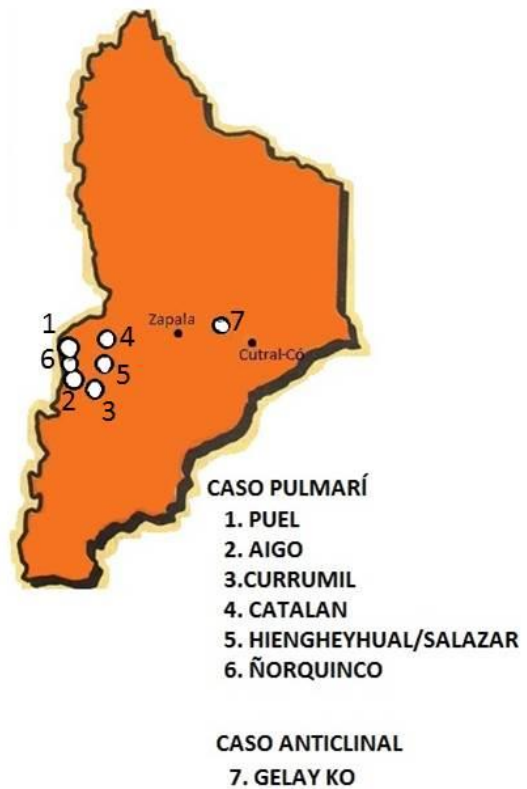 Zapala
7
1
4
Cutral-Có
6
5
2
3
CASO PULMARÍ
1. PUEL
2. AIGO
3.CURRUMIL
4. CATALAN
5. HIENGHEYHUAL/SALAZAR
6. ÑORQUINCO
CASO ANTICLINAL
7. GELAY KO